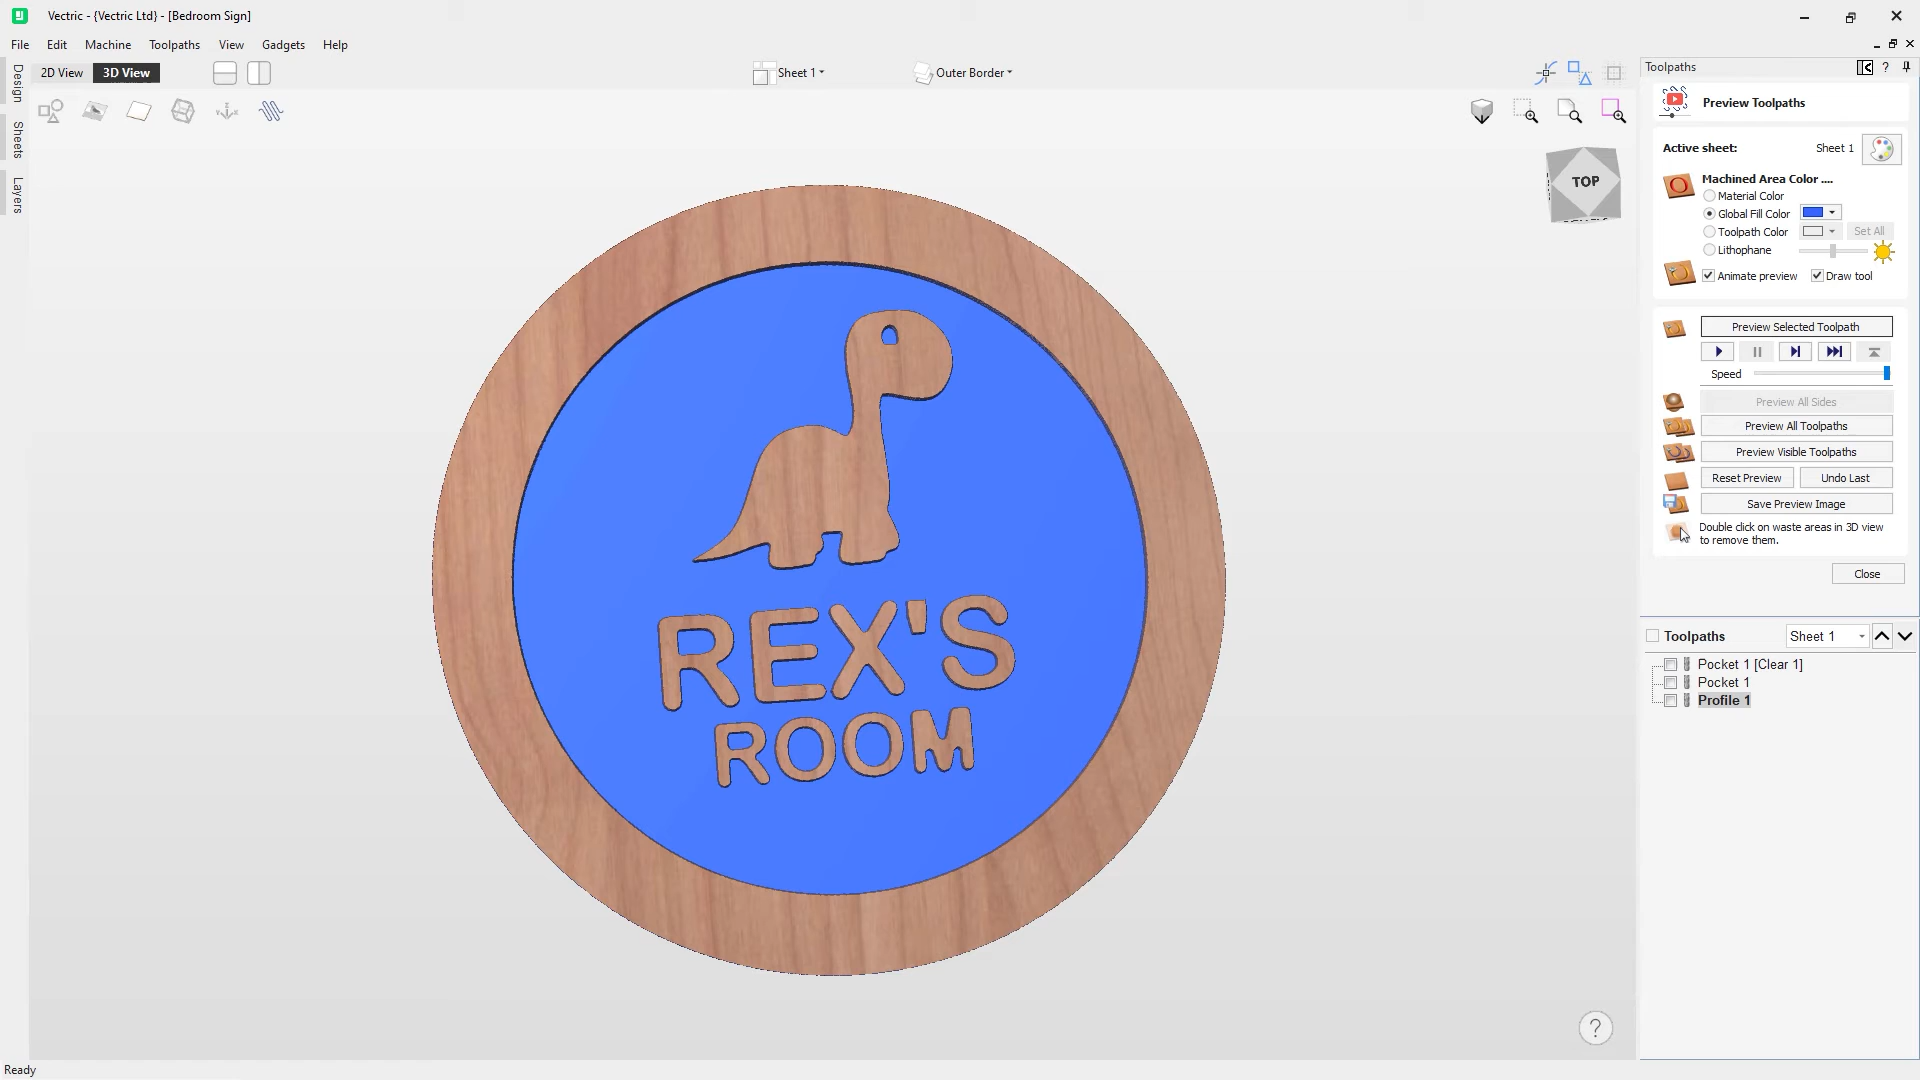 Vectric - {Vectric Ltd} - [Bedroom Sign]
File Edit Machine Toolpaths View Gadgets Help
2D View 3D View Sheet 1 Outer Border
Design
Sheets
Layers
TOP
REX'S
ROOM
Toolpaths
Preview Toolpaths
Active sheet: Sheet 1
Machined Area Color ....
Material Color
Global Fill Color
Toolpath Color Set All
Lithophane
Animate preview Draw tool
Preview Selected Toolpath
Speed
Preview All Sides
Preview All Toolpaths
Preview Visible Toolpaths
Reset Preview Undo Last
Save Preview Image
Double click on waste areas in 3D view
to remove them.
Close
Toolpaths Sheet 1
Pocket 1 [Clear 1]
Pocket 1
Profile 1
?
Ready